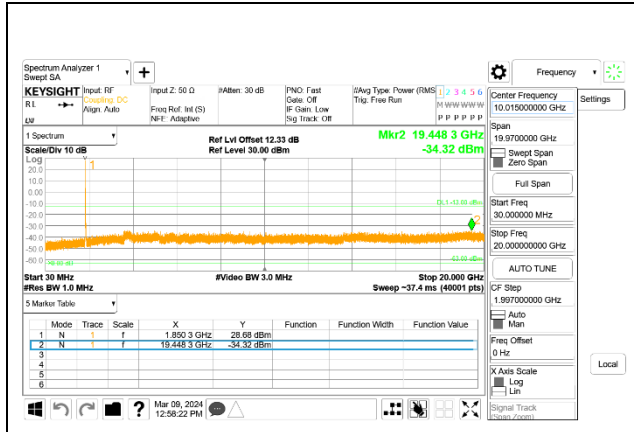 Spectrum Analyzer 1
Swept SA
+
Frequency
KEYSIGHT
Input: RF
Input Z: 50 Ω
#Atten: 30 dB
PNO: Fast
#Avg Type: Power (RMS
1 2 3 4 5 6
RL
Coupling: DC
Gate: Off
Trig: Free Run
Align: Auto
Freq Ref: Int (S)
IF Gain: Low
M W W W W W
NFE: Adaptive
Sig Track: Off
P P P P P P
Center Frequency
10.015000000 GHz
Settings
1 Spectrum
Ref Lvl Offset 12.33 dB
Mkr2 19.448 3 GHz
Scale/Div 10 dB
Ref Level 30.00 dBm
-34.32 dBm
Span
19.9700000 GHz
Swept Span
Zero Span
Log
20.0
10.0
0.00
-10.0
-20.0
-30.0
-40.0
-50.0
-60.0
1
2
Full Span
Start Freq
30.000000 MHz
Stop Freq
20.000000000 GHz
AUTO TUNE
Start 30 MHz
#Video BW 3.0 MHz
Stop 20.000 GHz
#Res BW 1.0 MHz
Sweep ~37.4 ms (40001 pts)
CF Step
1.997000000 GHz
Auto
Man
5 Marker Table
Mode Trace Scale X Y Function Function Width Function Value
1 N 1 f 1.850 3 GHz 28.68 dBm
2 N 1 f 19.448 3 GHz -34.32 dBm
3
4
5
6
Freq Offset
0 Hz
X Axis Scale
Log
Lin
Local
Signal Track
(Span Zoom)
?
Mar 09, 2024
12:58:22 PM